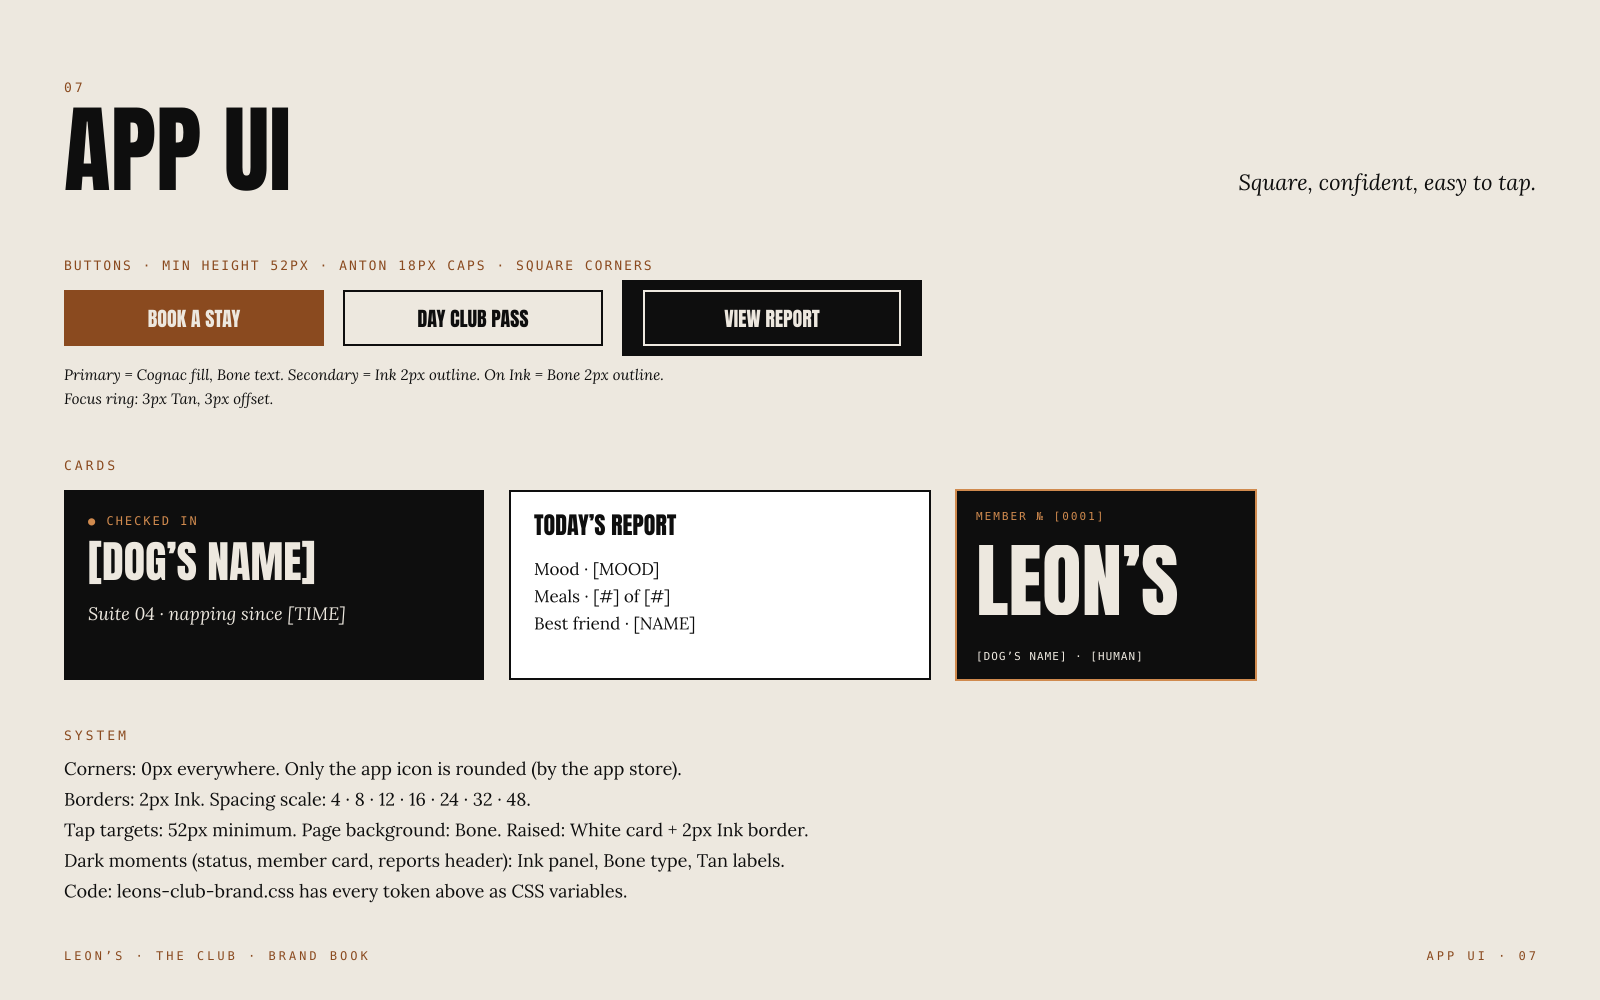 07
APP UI
Square, confident, easy to tap.
BUTTONS · MIN HEIGHT 52PX · ANTON 18PX CAPS · SQUARE CORNERS
BOOK A STAY
DAY CLUB PASS
VIEW REPORT
Primary = Cognac fill, Bone text. Secondary = Ink 2px outline. On Ink = Bone 2px outline.
Focus ring: 3px Tan, 3px offset.
CARDS
● CHECKED IN
[DOG’S NAME]
Suite 04 · napping since [TIME]
TODAY’S REPORT
Mood · [MOOD]
Meals · [#] of [#]
Best friend · [NAME]
MEMBER № [0001]
LEON’S
[DOG’S NAME] · [HUMAN]
SYSTEM
Corners: 0px everywhere. Only the app icon is rounded (by the app store).
Borders: 2px Ink. Spacing scale: 4 · 8 · 12 · 16 · 24 · 32 · 48.
Tap targets: 52px minimum. Page background: Bone. Raised: White card + 2px Ink border.
Dark moments (status, member card, reports header): Ink panel, Bone type, Tan labels.
Code: leons-club-brand.css has every token above as CSS variables.
LEON’S · THE CLUB · BRAND BOOK
APP UI · 07